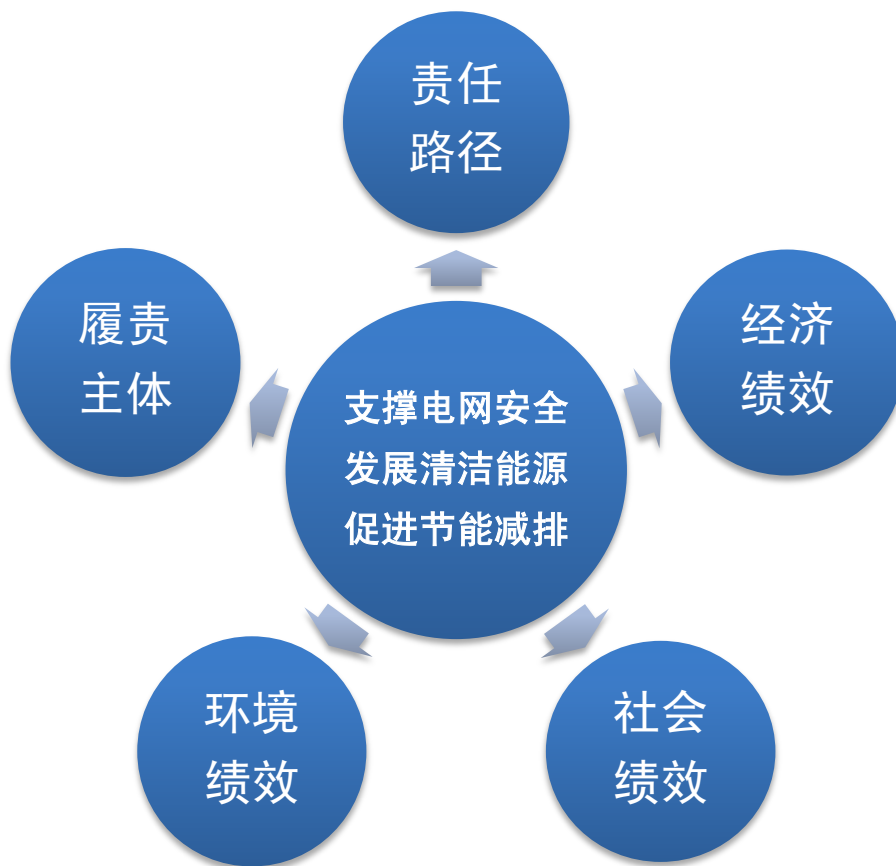 责任
路径
履责
主体
经济
绩效
支撑电网安全
发展清洁能源
促进节能减排
环境
绩效
社会
绩效